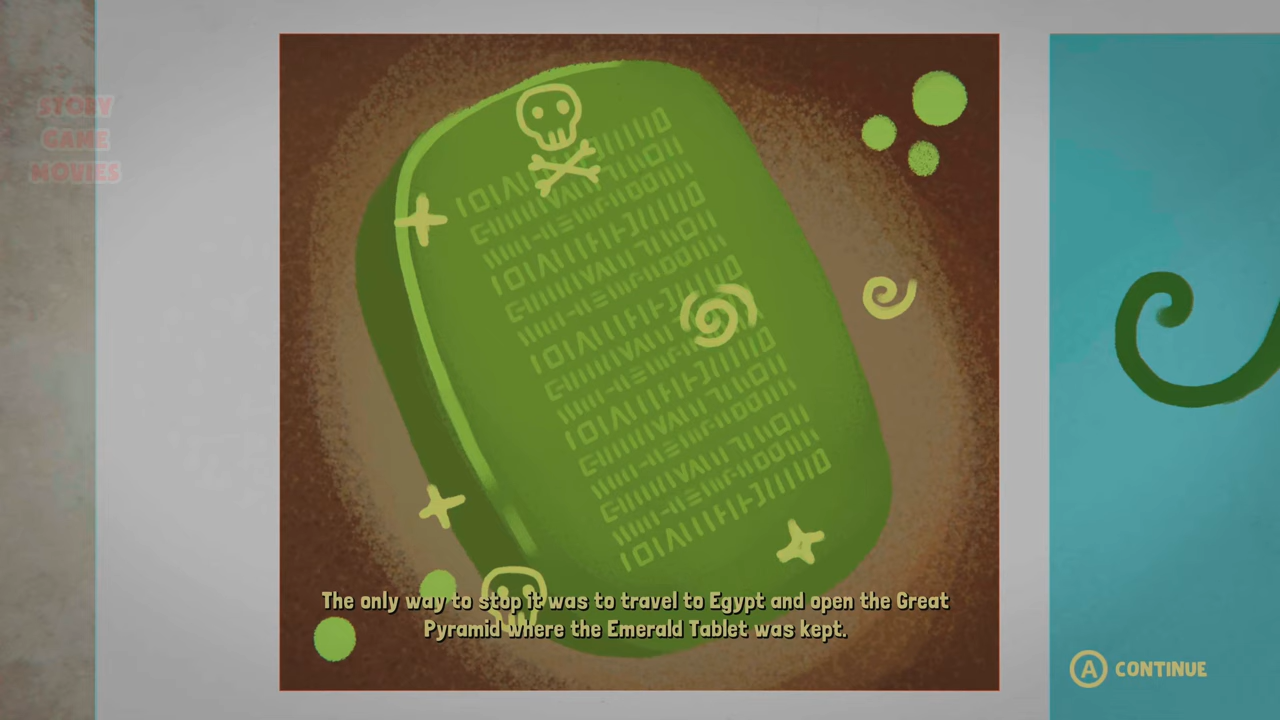 STORY
GAME
MOVIES
The only way to stop it was to travel to Egypt and open the Great
Pyramid where the Emerald Tablet was kept.
A CONTINUE